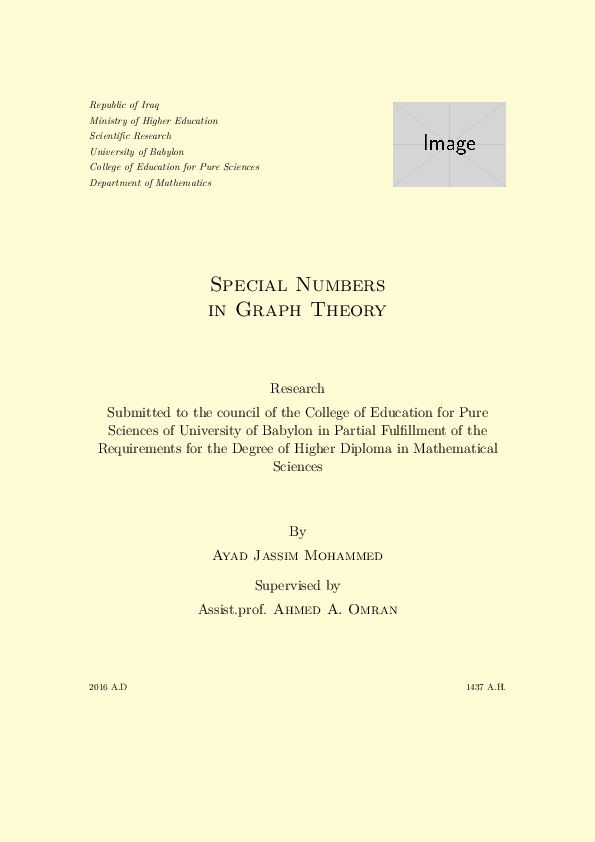 Republic of Iraq
Ministry of Higher Education
Scientific Research
University of Babylon
College of Education for Pure Sciences
Department of Mathematics
Image
Special Numbers
in Graph Theory
Research
Submitted to the council of the College of Education for Pure
Sciences of University of Babylon in Partial Fulfillment of the
Requirements for the Degree of Higher Diploma in Mathematical
Sciences
By
Ayad Jassim Mohammed
Supervised by
Assist.prof. Ahmed A. Omran
2016 A.D
1437 A.H.